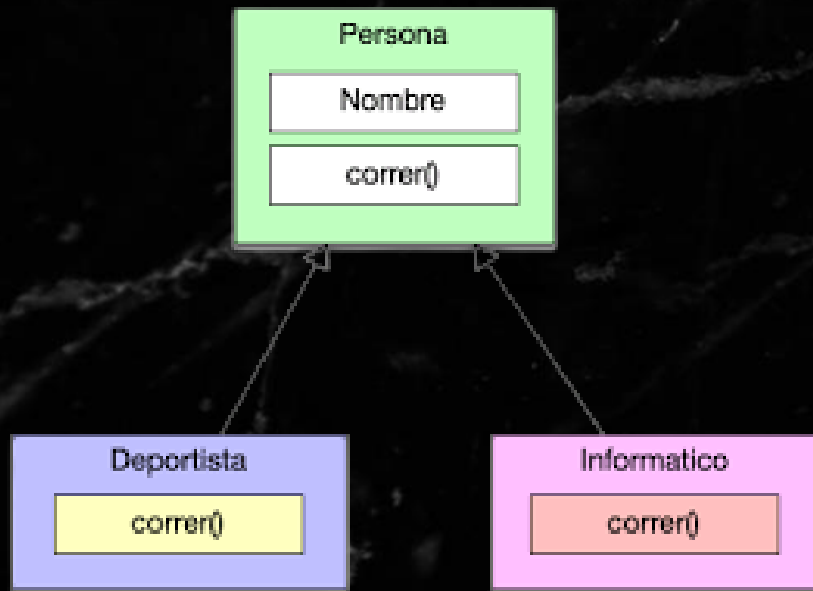 Persona
Nombre
correr()
Deportista
correr()
Informatico
correr()